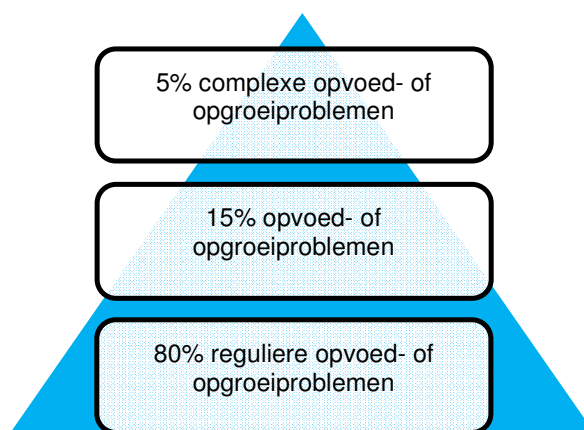 5% complexe opvoed- of
opgroeiproblemen
15% opvoed- of
opgroeiproblemen
80% reguliere opvoed- of
opgroeiproblemen